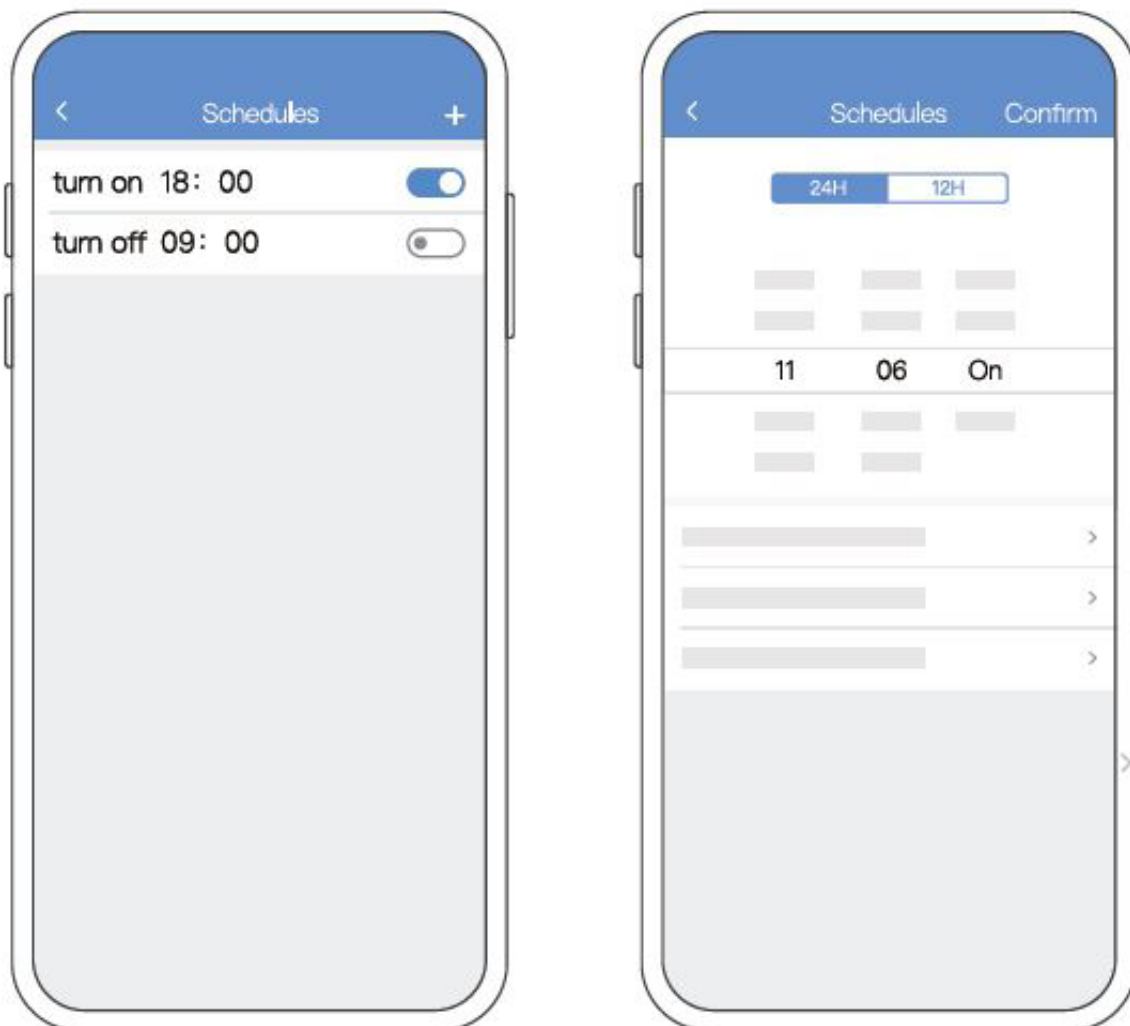 Schedules +
turn on 18: 00
turn off 09: 00
Schedules Confirm
24H 12H
11 06 On